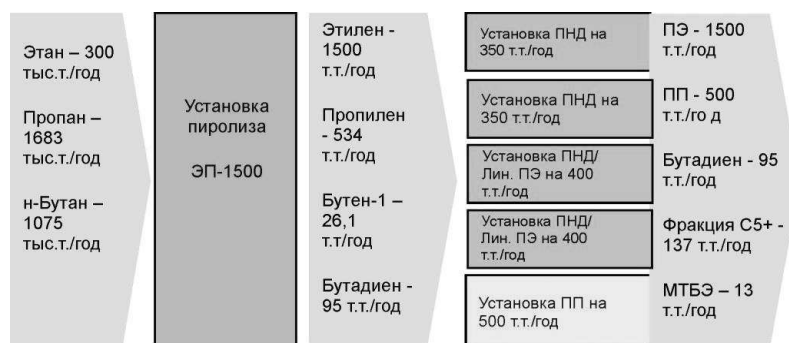 Этан – 300
тыс.т./год
Пропан –
1683
тыс.т./год
н-Бутан –
1075
тыс.т./год
Установка
пиролиза
ЭП-1500
Этилен -
1500
т.т./год
Пропилен
- 534
т.т./год
Бутен-1 –
26,1
т.т/год
Бутадиен -
95 т.т./год
Установка ПНД на
350 т.т./год
Установка ПНД на
350 т.т./год
Установка ПНД/
Лин. ПЭ на 400
т.т./год
Установка ПНД/
Лин. ПЭ на 400
т.т./год
Установка ПП на
500 т.т./год
ПЭ - 1500
т.т./год
ПП - 500
т.т./го д
Бутадиен - 95
т.т./год
Фракция С5+ -
137 т.т./год
МТБЭ – 13
т.т./год